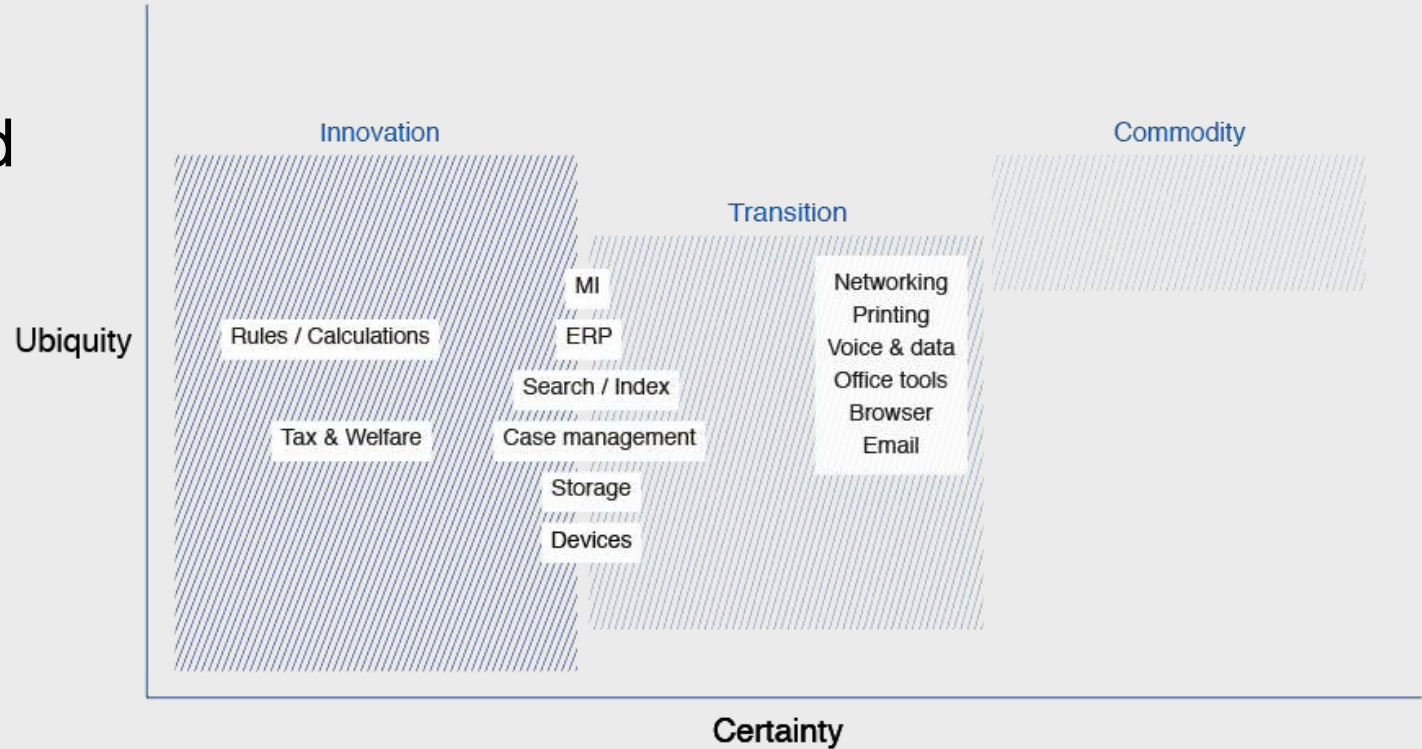 d
Innovation
Commodity
Transition
MI
Networking
Printing
Ubiquity
Rules / Calculations
ERP
Voice & data
Search / Index
Office tools
Browser
Tax & Welfare
Case management
Email
Storage
Devices
Certainty